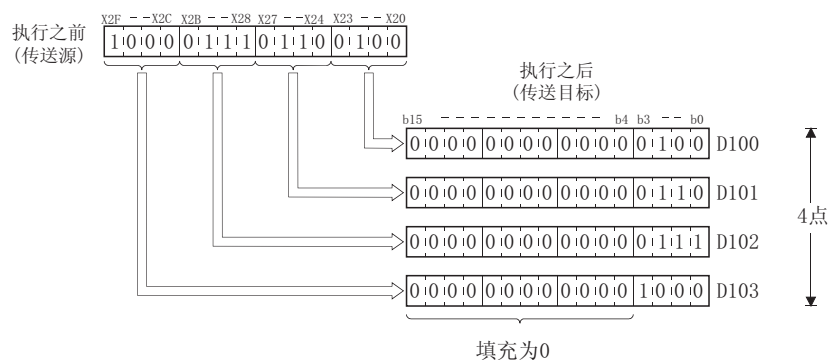 X2F X2C X2B X28 X27 X24 X23 X20
执行之前
(传送源)
1 0 0 0 0 1 1 1 0 1 1 0 0 1 0 0
执行之后
(传送目标)
b15 b4 b3 b0
0 0 0 0 0 0 0 0 0 0 0 0 0 1 0 0 D100
0 0 0 0 0 0 0 0 0 0 0 0 0 1 1 0 D101
4点
0 0 0 0 0 0 0 0 0 0 0 0 0 1 1 1 D102
0 0 0 0 0 0 0 0 0 0 0 0 1 0 0 0 D103
填充为0